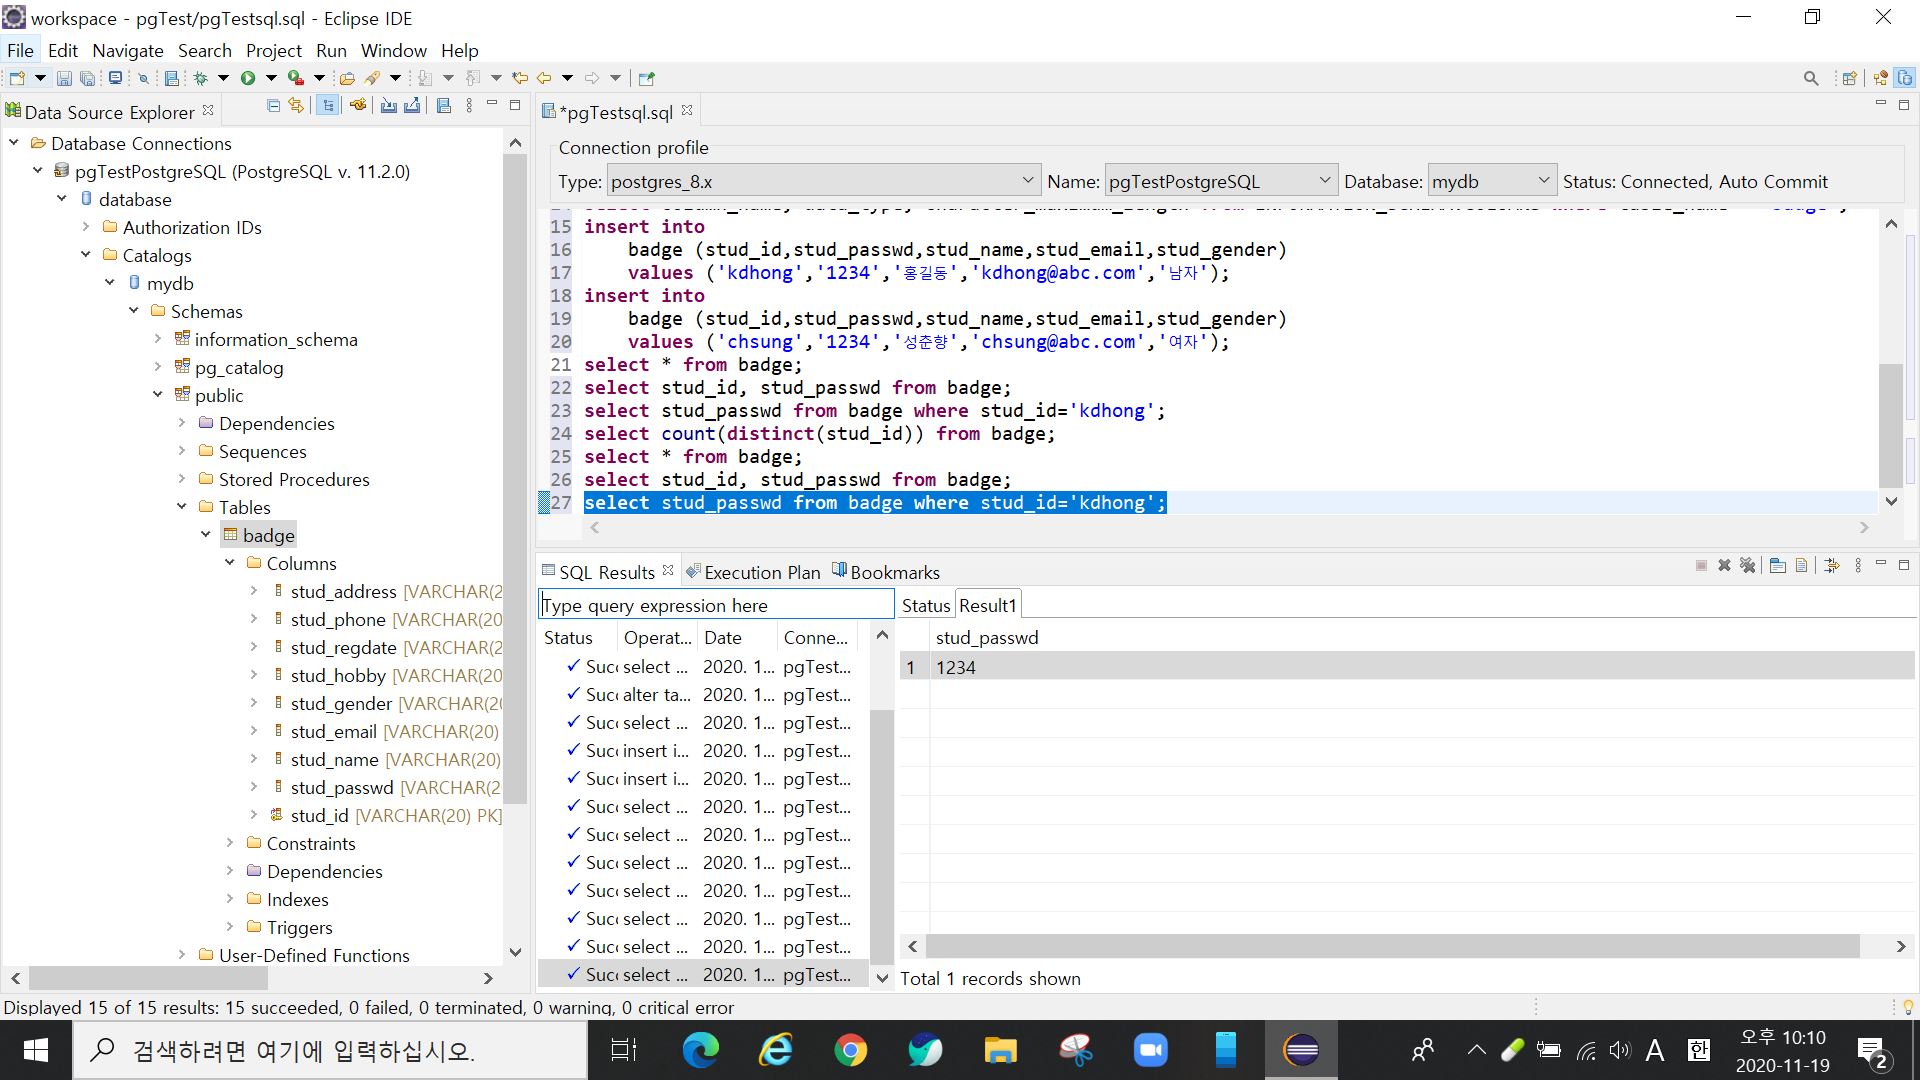 workspace - pgTest/pgTestsql.sql - Eclipse IDE
File Edit Navigate Search Project Run Window Help
Data Source Explorer
Database Connections
pgTestPostgreSQL (PostgreSQL v. 11.2.0)
database
Authorization IDs
Catalogs
mydb
Schemas
information_schema
pg_catalog
public
Dependencies
Sequences
Stored Procedures
Tables
badge
Columns
stud_address [VARCHAR(2
stud_phone [VARCHAR(20
stud_regdate [VARCHAR(2
stud_hobby [VARCHAR(20
stud_gender [VARCHAR(20
stud_email [VARCHAR(20)
stud_name [VARCHAR(20)
stud_passwd [VARCHAR(2
stud_id [VARCHAR(20) PK]
Constraints
Dependencies
Indexes
Triggers
User-Defined Functions
*pgTestsql.sql
Connection profile
Type: postgres_8.x Name: pgTestPostgreSQL Database: mydb Status: Connected, Auto Commit
15 insert into
16 badge (stud_id,stud_passwd,stud_name,stud_email,stud_gender)
17 values ('kdhong','1234','홍길동','kdhong@abc.com','남자');
18 insert into
19 badge (stud_id,stud_passwd,stud_name,stud_email,stud_gender)
20 values ('chsung','1234','성춘향','chsung@abc.com','여자');
21 select * from badge;
22 select stud_id, stud_passwd from badge;
23 select stud_passwd from badge where stud_id='kdhong';
24 select count(distinct(stud_id)) from badge;
25 select * from badge;
26 select stud_id, stud_passwd from badge;
27 select stud_passwd from badge where stud_id='kdhong';
SQL Results Execution Plan Bookmarks
Type query expression here
Status Operat... Date Conne...
Succ select ... 2020. 1... pgTest...
Succ alter ta... 2020. 1... pgTest...
Succ select ... 2020. 1... pgTest...
Succ insert i... 2020. 1... pgTest...
Succ insert i... 2020. 1... pgTest...
Succ select ... 2020. 1... pgTest...
Succ select ... 2020. 1... pgTest...
Succ select ... 2020. 1... pgTest...
Succ select ... 2020. 1... pgTest...
Succ select ... 2020. 1... pgTest...
Succ select ... 2020. 1... pgTest...
Succ select ... 2020. 1... pgTest...
Status Result1
stud_passwd
1 1234
Total 1 records shown
Displayed 15 of 15 results: 15 succeeded, 0 failed, 0 terminated, 0 warning, 0 critical error
검색하려면 여기에 입력하십시오.
A 한
오후 10:10
2020-11-19
2